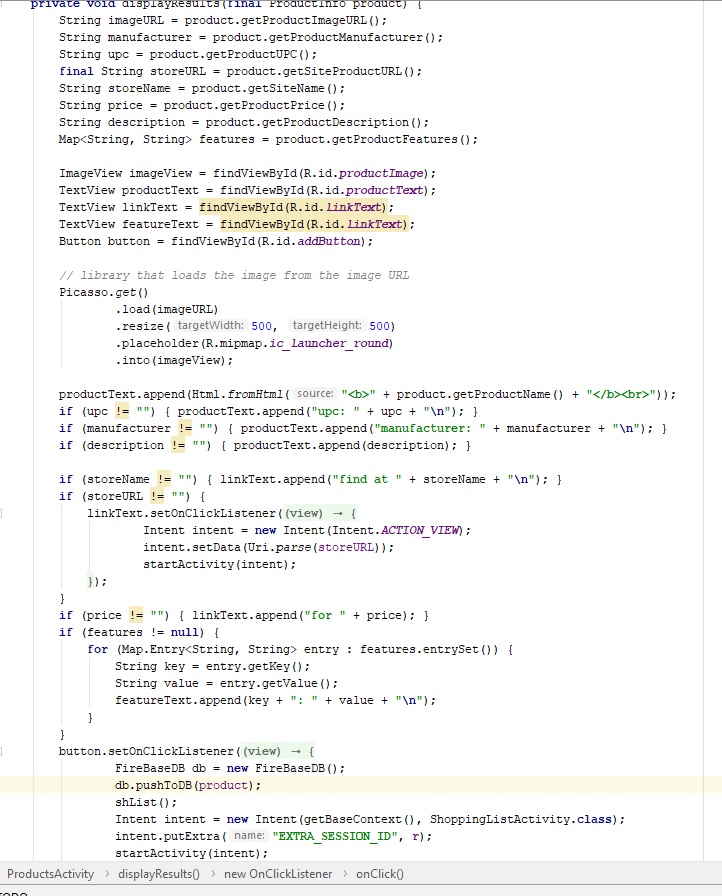 private void displayResults(final ProductInfo product) {
String imageURL = product.getProductImageURL();
String manufacturer = product.getProductManufacturer();
String upc = product.getProductUPC();
final String storeURL = product.getSiteProductURL();
String storeName = product.getSiteName();
String price = product.getProductPrice();
String description = product.getProductDescription();
Map<String, String> features = product.getProductFeatures();
ImageView imageView = findViewById(R.id.productImage);
TextView productText = findViewById(R.id.productText);
TextView linkText = findViewById(R.id.linkText);
TextView featureText = findViewById(R.id.linkText);
Button button = findViewById(R.id.addButton);
// library that loads the image from the image URL
Picasso.get()
.load(imageURL)
.resize( targetWidth: 500, targetHeight: 500)
.placeholder(R.mipmap.ic_launcher_round)
.into(imageView);
productText.append(Html.fromHtml( source: "<b>" + product.getProductName() + "</b><br>"));
if (upc != "") { productText.append("upc: " + upc + "\n"); }
if (manufacturer != "") { productText.append("manufacturer: " + manufacturer + "\n"); }
if (description != "") { productText.append(description); }
if (storeName != "") { linkText.append("find at " + storeName + "\n"); }
if (storeURL != "") {
linkText.setOnClickListener((view) → {
Intent intent = new Intent(Intent.ACTION_VIEW);
intent.setData(Uri.parse(storeURL));
startActivity(intent);
});
}
if (price != "") { linkText.append("for " + price); }
if (features != null) {
for (Map.Entry<String, String> entry : features.entrySet()) {
String key = entry.getKey();
String value = entry.getValue();
featureText.append(key + ": " + value + "\n");
}
}
button.setOnClickListener((view) → {
FireBaseDB db = new FireBaseDB();
db.pushToDB(product);
shList();
Intent intent = new Intent(getBaseContext(), ShoppingListActivity.class);
intent.putExtra( name: "EXTRA_SESSION_ID", r);
startActivity(intent);
ProductsActivity › displayResults() › new OnClickListener › onClick()
TODO